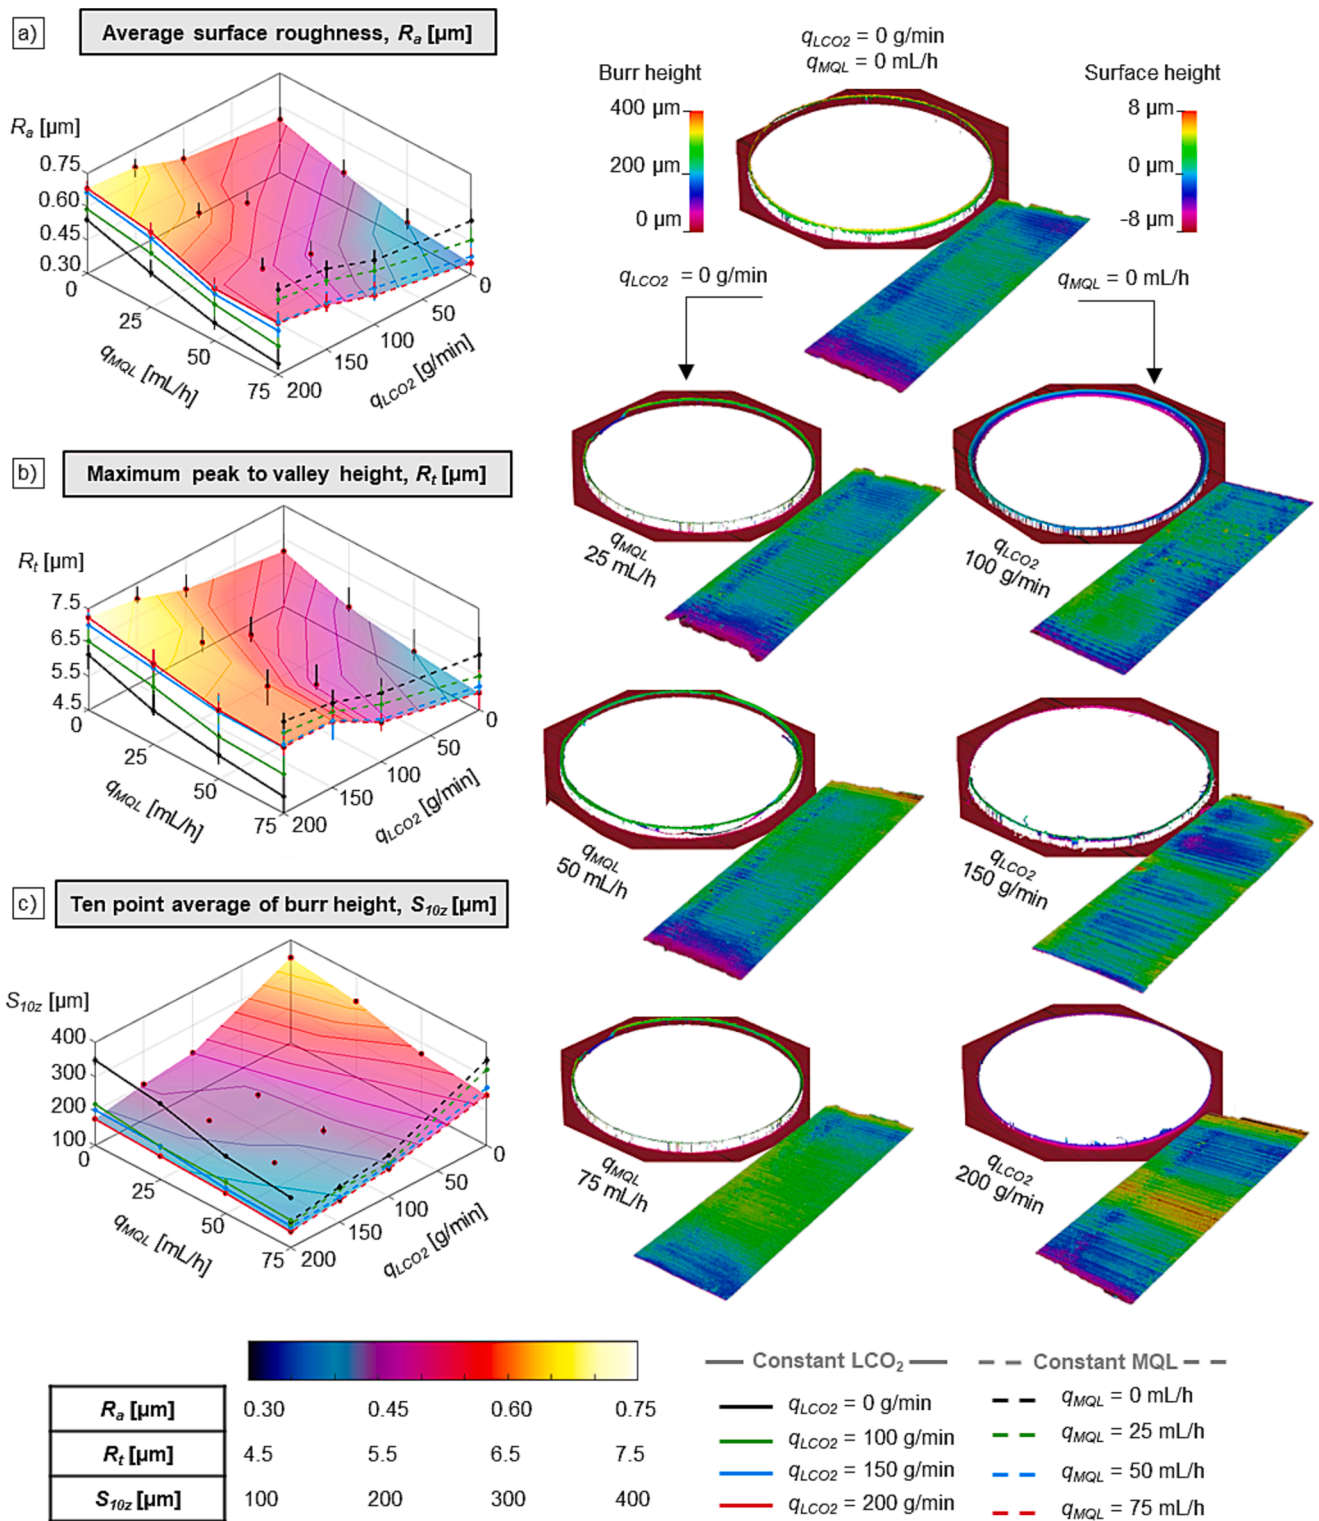 a)
Average surface roughness, Ra [µm]
Ra [µm]
0.75
0.60
0.45
0.30
0
25
50
75
qMQL [mL/h]
200
150
100
50
0
qLCO2 [g/min]
b)
Maximum peak to valley height, Rt [µm]
Rt [µm]
7.5
6.5
5.5
4.5
0
25
50
75
qMQL [mL/h]
200
150
100
50
0
qLCO2 [g/min]
c)
Ten point average of burr height, S10z [µm]
S10z [µm]
400
300
200
100
0
25
50
75
qMQL [mL/h]
200
150
100
50
0
qLCO2 [g/min]
qLCO2 = 0 g/min
qMQL = 0 mL/h
Burr height
400 µm
200 µm
0 µm
Surface height
8 µm
0 µm
-8 µm
qLCO2 = 0 g/min
qMQL = 0 mL/h
qMQL
25 mL/h
qLCO2
100 g/min
qMQL
50 mL/h
qLCO2
150 g/min
qMQL
75 mL/h
qLCO2
200 g/min
Ra [µm] 0.30 0.45 0.60 0.75
Rt [µm] 4.5 5.5 6.5 7.5
S10z [µm] 100 200 300 400
Constant LCO2
qLCO2 = 0 g/min
qLCO2 = 100 g/min
qLCO2 = 150 g/min
qLCO2 = 200 g/min
Constant MQL
qMQL = 0 mL/h
qMQL = 25 mL/h
qMQL = 50 mL/h
qMQL = 75 mL/h